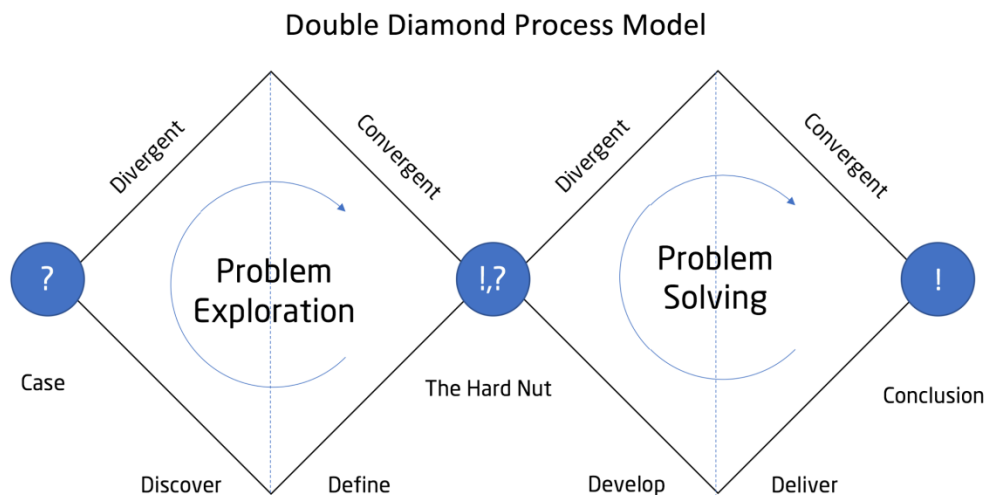 Double Diamond Process Model
Divergent
Convergent
Divergent
Convergent
?
Problem
Exploration
!,?
Problem
Solving
!
Case
The Hard Nut
Conclusion
Discover
Define
Develop
Deliver